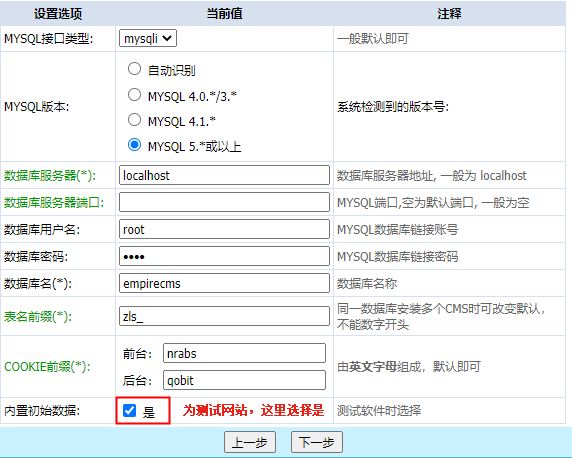 设置选项 当前值 注释
MYSQL接口类型: mysqli 一般默认即可
自动识别
MYSQL 4.0.*/3.*
MYSQL版本: 系统检测到的版本号:
MYSQL 4.1.*
MYSQL 5.*或以上
数据库服务器(*): localhost 数据库服务器地址, 一般为 localhost
数据库服务器端口: MYSQL端口,空为默认端口, 一般为空
数据库用户名: root MYSQL数据库链接账号
数据库密码: •••• MYSQL数据库链接密码
数据库名(*): empirecms 数据库名称
表名前缀(*): zls_ 同一数据库安装多个CMS时可改变默认，
不能数字开头
前台: nrabs
COOKIE前缀(*): 由英文字母组成，默认即可
后台: qobit
内置初始数据: 是 为测试网站，这里选择是 测试软件时选择
上一步 下一步